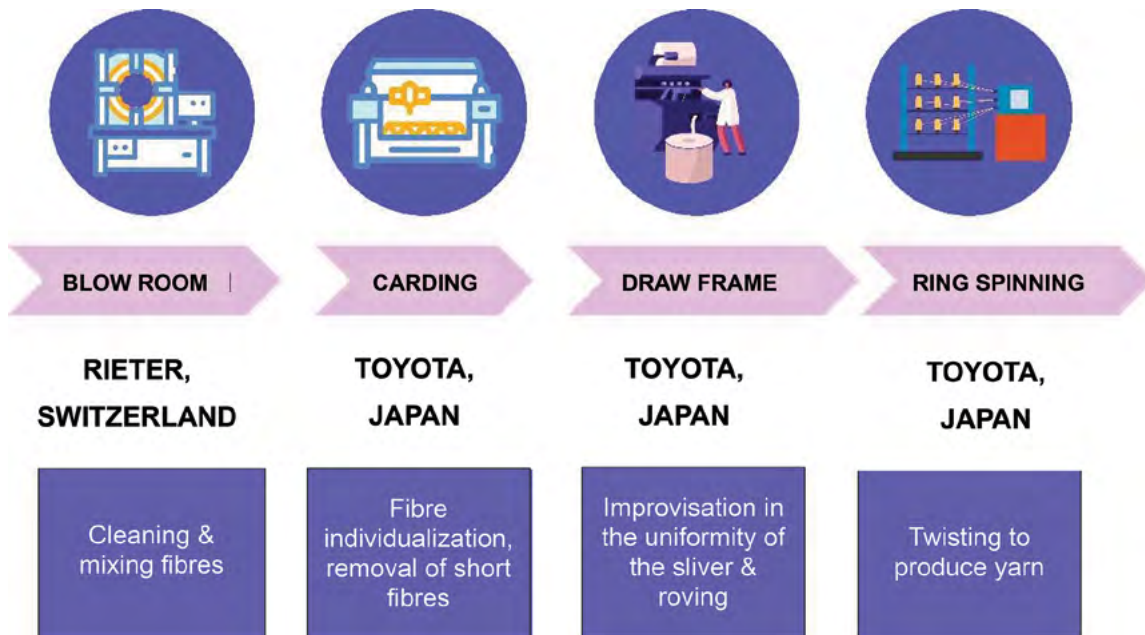 BLOW ROOM
CARDING
DRAW FRAME
RING SPINNING
RIETER,
SWITZERLAND
TOYOTA,
JAPAN
TOYOTA,
JAPAN
TOYOTA,
JAPAN
Cleaning &
mixing fibres
Fibre
individualization,
removal of short
fibres
Improvisation in
the uniformity of
the sliver &
roving
Twisting to
produce yarn